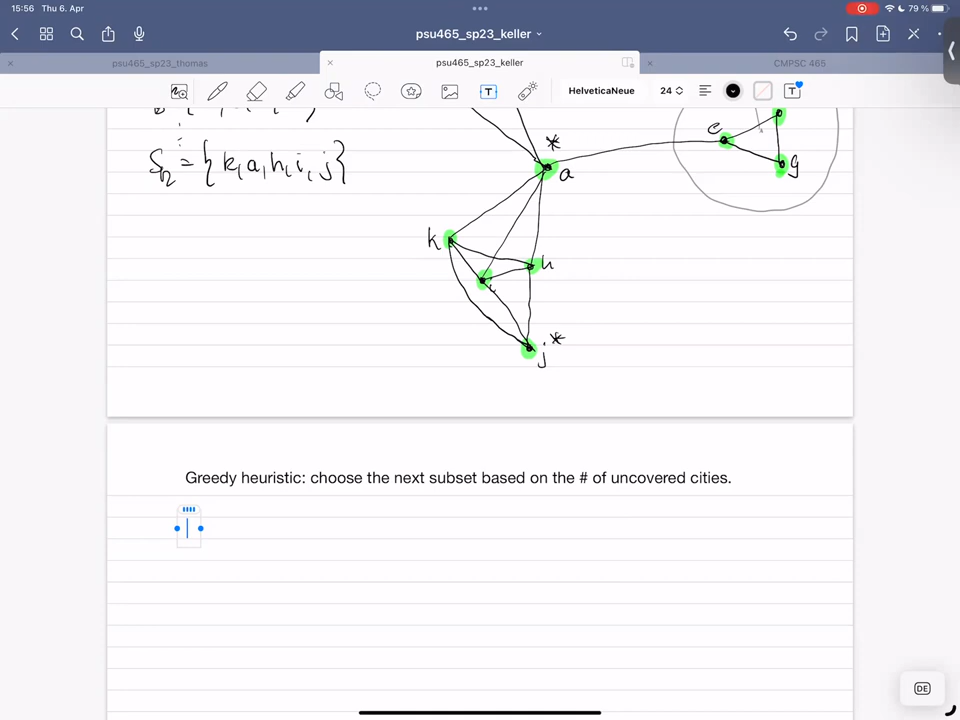 15:56 Thu 6. Apr
79 %
psu465_sp23_keller
psu465_sp23_thomas
psu465_sp23_keller
CMPSC 465
HelveticaNeue 24
*
e
a
g
S = {k, a, h, i, j}
k
h
i
j *
Greedy heuristic: choose the next subset based on the # of uncovered cities.
DE